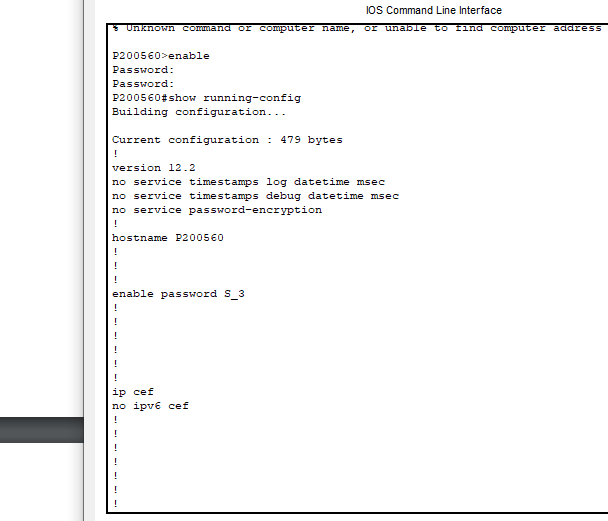 IOS Command Line Interface
% Unknown command or computer name, or unable to find computer address
P200560>enable
Password:
Password:
P200560#show running-config
Building configuration...
Current configuration : 479 bytes
!
version 12.2
no service timestamps log datetime msec
no service timestamps debug datetime msec
no service password-encryption
!
hostname P200560
!
!
!
enable password S_3
!
!
!
!
!
!
ip cef
no ipv6 cef
!
!
!
!
!
!
!